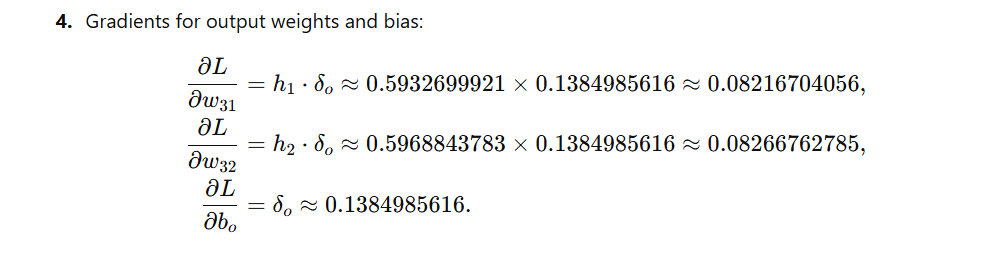 4. Gradients for output weights and bias:
∂L/∂w₃₁ = h₁ · δₒ ≈ 0.5932699921 × 0.1384985616 ≈ 0.08216704056,
∂L/∂w₃₂ = h₂ · δₒ ≈ 0.5968843783 × 0.1384985616 ≈ 0.08266762785,
∂L/∂bₒ = δₒ ≈ 0.1384985616.